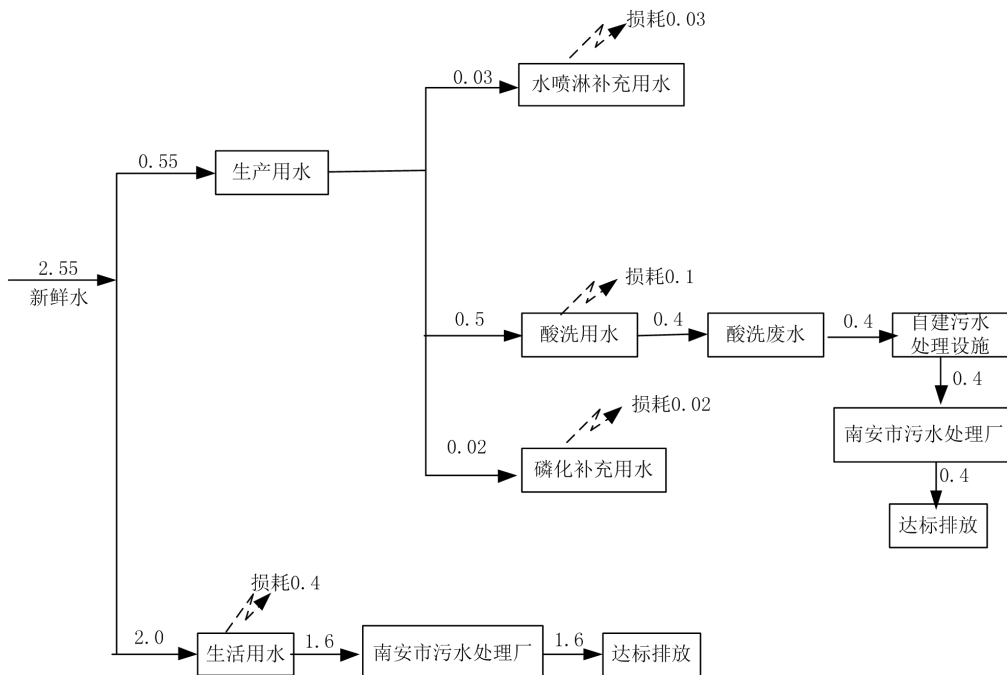 损耗0.03
0.03
水喷淋补充用水
0.55
生产用水
2.55
新鲜水
损耗0.1
0.5
酸洗用水
0.4
酸洗废水
0.4
自建污水
处理设施
0.4
南安市污水处理厂
0.4
达标排放
损耗0.02
0.02
磷化补充用水
损耗0.4
2.0
生活用水
1.6
南安市污水处理厂
1.6
达标排放